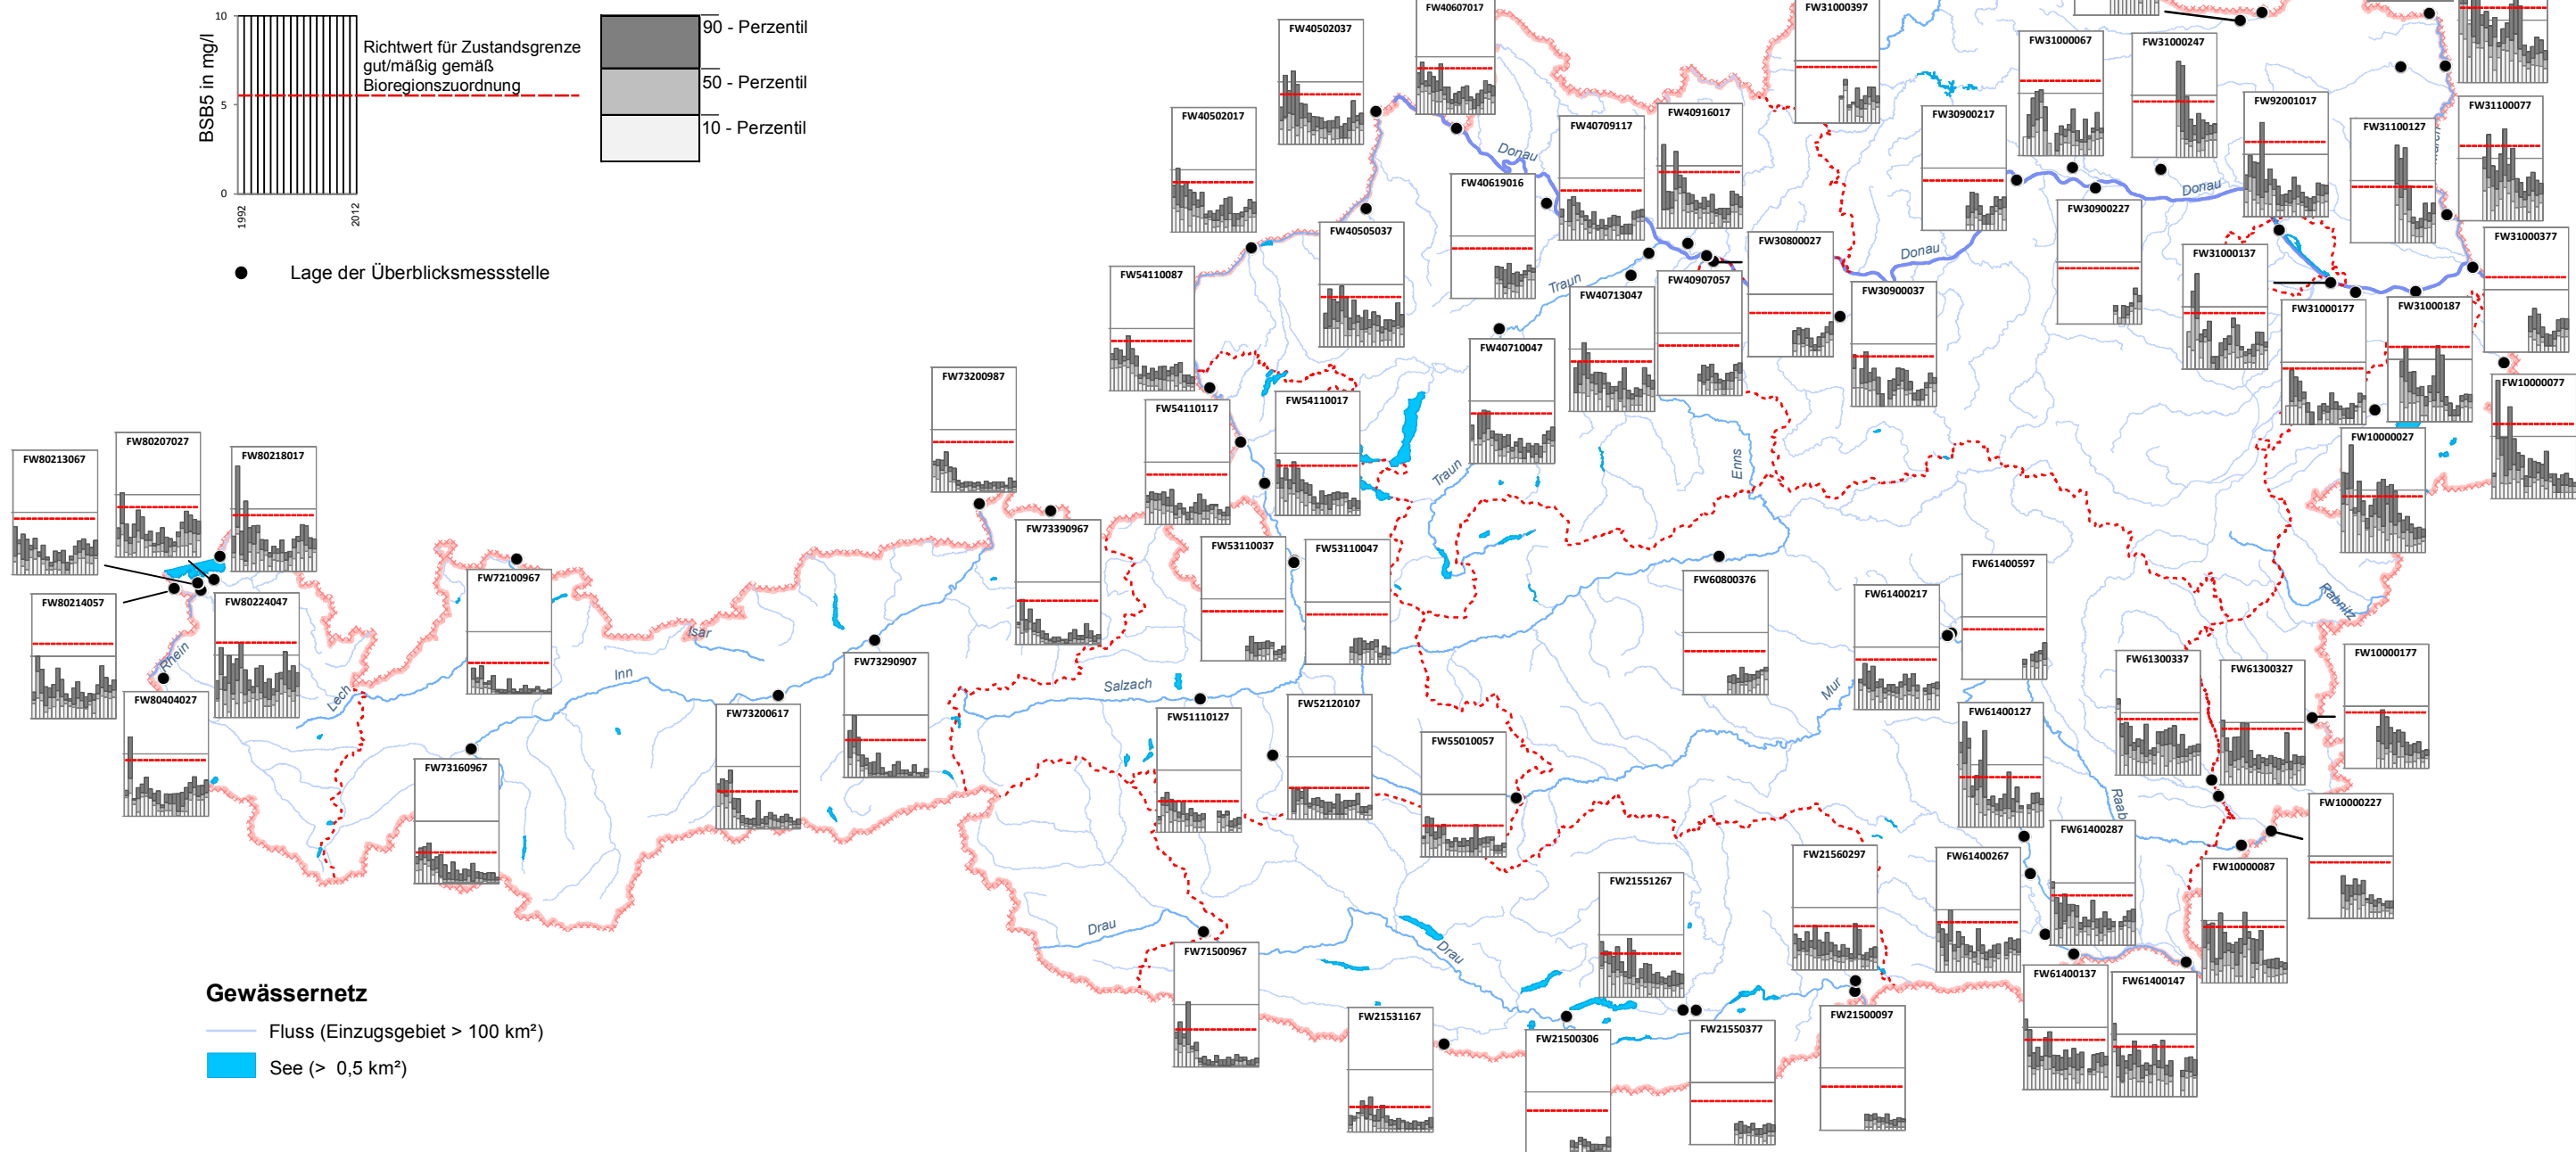 10
5
0
BSB5 in mg/l
1992
2012
Richtwert für Zustandsgrenze
gut/mäßig gemäß
Bioregionszuordnung
90 - Perzentil
50 - Perzentil
10 - Perzentil
Lage der Überblicksmessstelle
FW40607017
FW31000397
FW40502037
FW31000067
FW31000247
FW92001017
FW31100077
FW40502017
FW40709117
FW40916017
FW30900217
FW31100127
Donau
FW40619016
Donau
FW30900227
FW40505037
FW30800027
Donau
FW31000137
FW31000377
FW54110087
Traun
FW40713047
FW40907057
FW30900037
FW31000177
FW31000187
FW40710047
FW73200987
FW54110117
FW54110017
FW10000077
FW80213067
FW80207027
FW80218017
Traun
Enns
FW10000027
FW73390967
FW53110037
FW53110047
FW72100967
FW60800376
FW61400217
FW61400597
Rabnitz
FW80214057
FW80224047
Isar
Rhein
FW73290907
FW61300337
FW61300327
FW10000177
Inn
Salzach
Mur
Lech
FW80404027
FW73200617
FW51110127
FW52120107
FW55010057
FW61400127
Raab
FW73160967
FW10000227
FW61400287
FW21560297
FW61400267
FW10000087
FW21551267
Drau
FW71500967
Drau
FW61400137
FW61400147
Gewässernetz
Fluss (Einzugsgebiet > 100 km²)
See (> 0,5 km²)
FW21531167
FW21500306
FW21550377
FW21500097